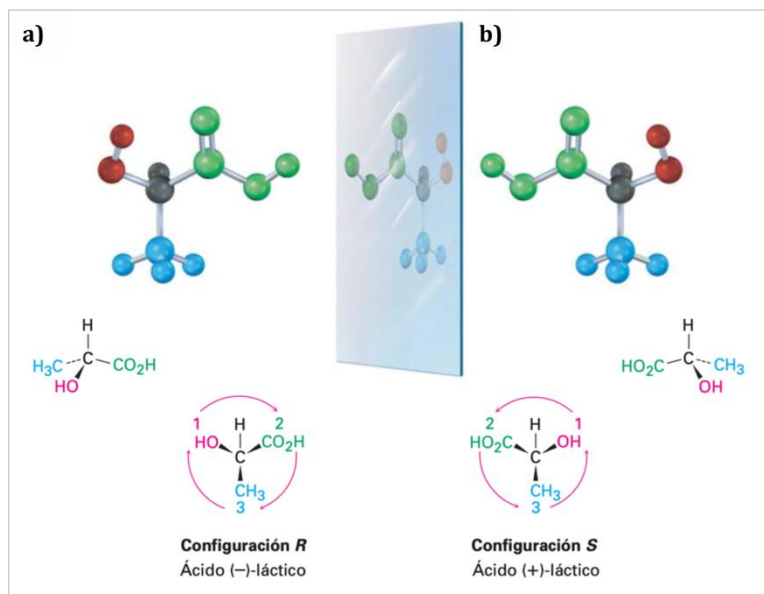 a)
b)
H
H₃C C CO₂H
HO
H
HO₂C C CH₃
OH
1 H 2
HO CO₂H
C
CH₃
3
2 H 1
HO₂C OH
C
CH₃
3
Configuración R
Ácido (−)-láctico
Configuración S
Ácido (+)-láctico